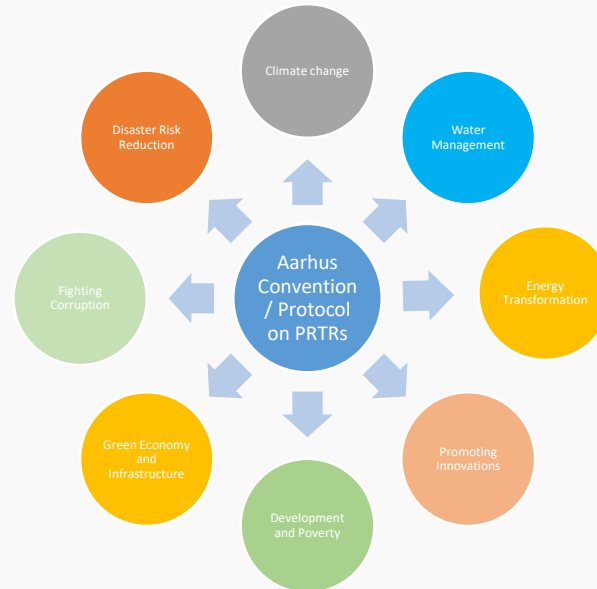 Climate change
Water
Management
Energy
Transformation
Promoting
Innovations
Development
and Poverty
Green Economy
and
Infrastructure
Fighting
Corruption
Disaster Risk
Reduction
Aarhus
Convention
/ Protocol
on PRTRs